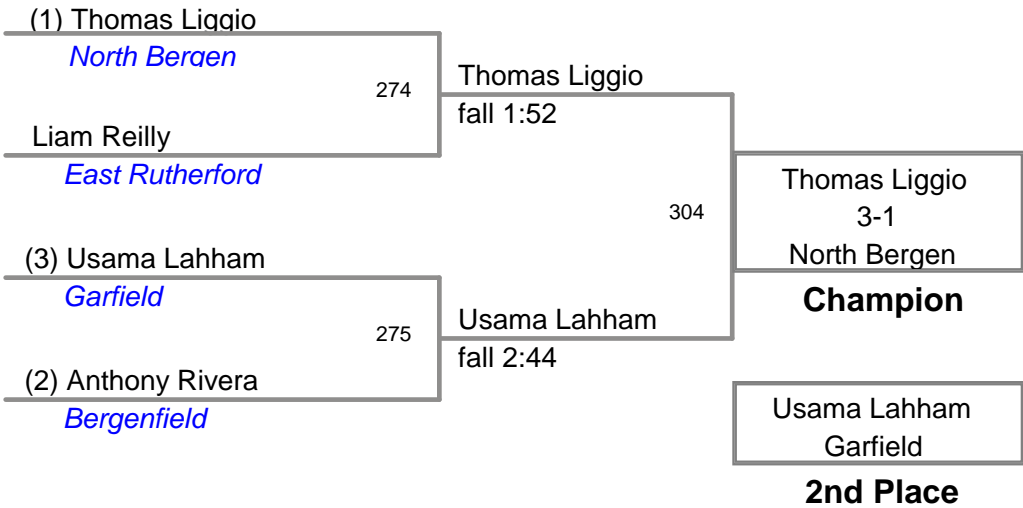 (1) Thomas Liggio
North Bergen
274
Thomas Liggio
fall 1:52
Liam Reilly
East Rutherford
304
Thomas Liggio
3-1
North Bergen
Champion
(3) Usama Lahham
Garfield
275
Usama Lahham
fall 2:44
(2) Anthony Rivera
Bergenfield
Usama Lahham
Garfield
2nd Place